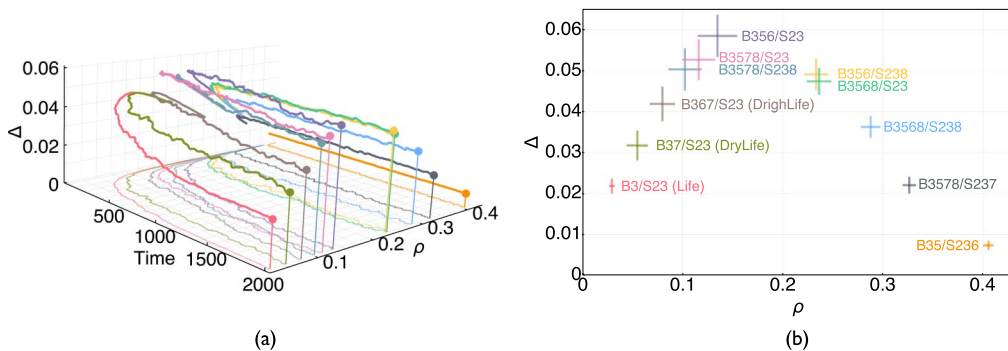 0.06
0.04
0.02
0
Δ
500
1000
1500
2000
Time
0.1
0.2
0.3
0.4
ρ
(a)
0.06
0.05
0.04
0.03
0.02
0.01
0
Δ
B356/S23
B3578/S23
B3578/S238
B356/S238
B3568/S23
B367/S23 (DrighLife)
B3568/S238
B37/S23 (DryLife)
B3/S23 (Life)
B3578/S237
B35/S236
0
0.1
0.2
0.3
0.4
ρ
(b)